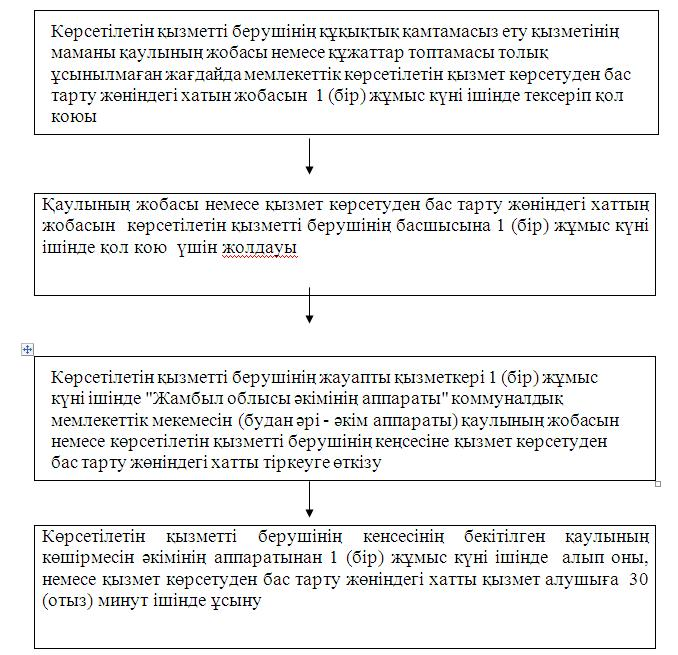 Көрсетілетін қызметті берушінің құқықтық қамтамасыз ету қызметінің
маманы қаулының жобасы немесе құжаттар топтамасы толық
ұсынылмаған жағдайда мемлекеттік көрсетілетін қызмет көрсетуден бас
тарту жөніндегі хатын жобасын 1 (бір) жұмыс күні ішінде тексеріп қол
коюы
Қаулының жобасы немесе қызмет көрсетуден бас тарту жөніндегі хаттың
жобасын көрсетілетін қызметті берушінің басшысына 1 (бір) жұмыс күні
ішінде қол кою үшін жолдауы
Көрсетілетін қызметті берушінің жауапты қызметкері 1 (бір) жұмыс
күні ішінде "Жамбыл облысы әкімінің аппараты" коммуналдық
мемлекеттік мекемесін (будан әрі - әкім аппараты) қаулының жобасын
немесе көрсетілетін қызметті берушінің кеңсесіне қызмет көрсетуден
бас тарту жөніндегі хатты тіркеуге өткізу
Көрсетілетін қызметті берушінің кенсесінің бекітілген қаулының
көшірмесін әкімінің аппаратынан 1 (бір) жұмыс күні ішінде алып оны,
немесе қызмет көрсетуден бас тарту жөніндегі хатты қызмет алушыға 30
(отыз) минут ішінде ұсыну